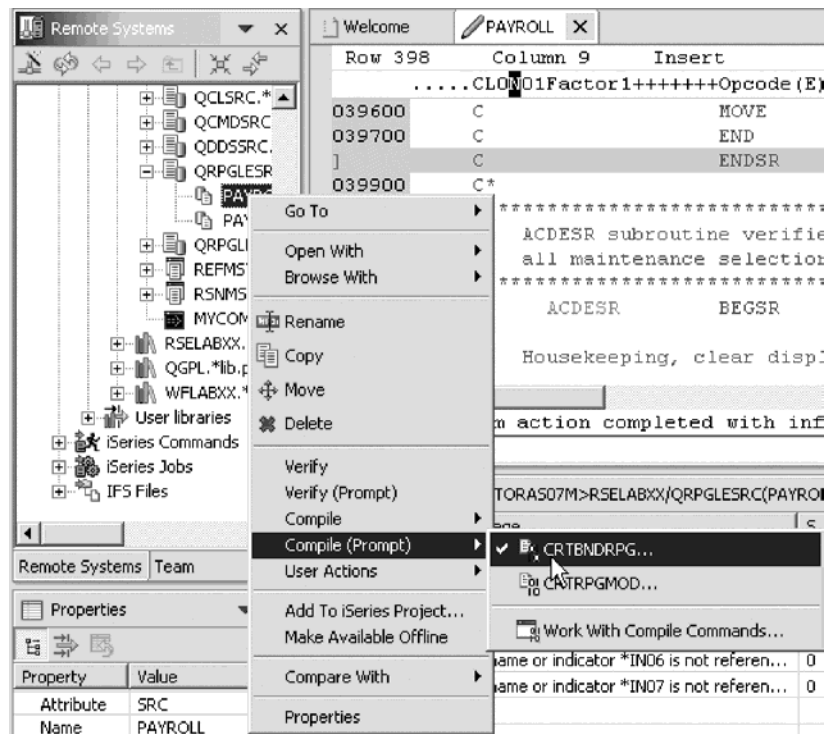 Remote Systems
QCLSRC.*
QCMDSRC
QDDSSRC.
QRPGLESR
PAYRO
PAY
QRPGLE
REFMS
RSNMS
MYCOM
RSELABXX.
QGPL.*lib.p
WFLABXX.*
User libraries
iSeries Commands
iSeries Jobs
IFS Files
Remote Systems Team
Properties
Property Value
Attribute SRC
Name PAYROLL
Welcome PAYROLL
Row 398 Column 9 Insert
.....CL0N01Factor1+++++++Opcode(E)
039600 C MOVE
039700 C END
] C ENDSR
039900 C*
****************************
ACDESR subroutine verifie
all maintenance selection
****************************
ACDESR BEGSR
Housekeeping, clear displ
m action completed with inf
TORAS07M>RSELABXX/QRPGLESRC(PAYROL
name or indicator *IN06 is not referen... 0
name or indicator *IN07 is not referen... 0
Go To
Open With
Browse With
Rename
Copy
Move
Delete
Verify
Verify (Prompt)
Compile
Compile (Prompt)
User Actions
Add To iSeries Project...
Make Available Offline
Compare With
Properties
CRTBNDRPG...
CRTRPGMOD...
Work With Compile Commands...